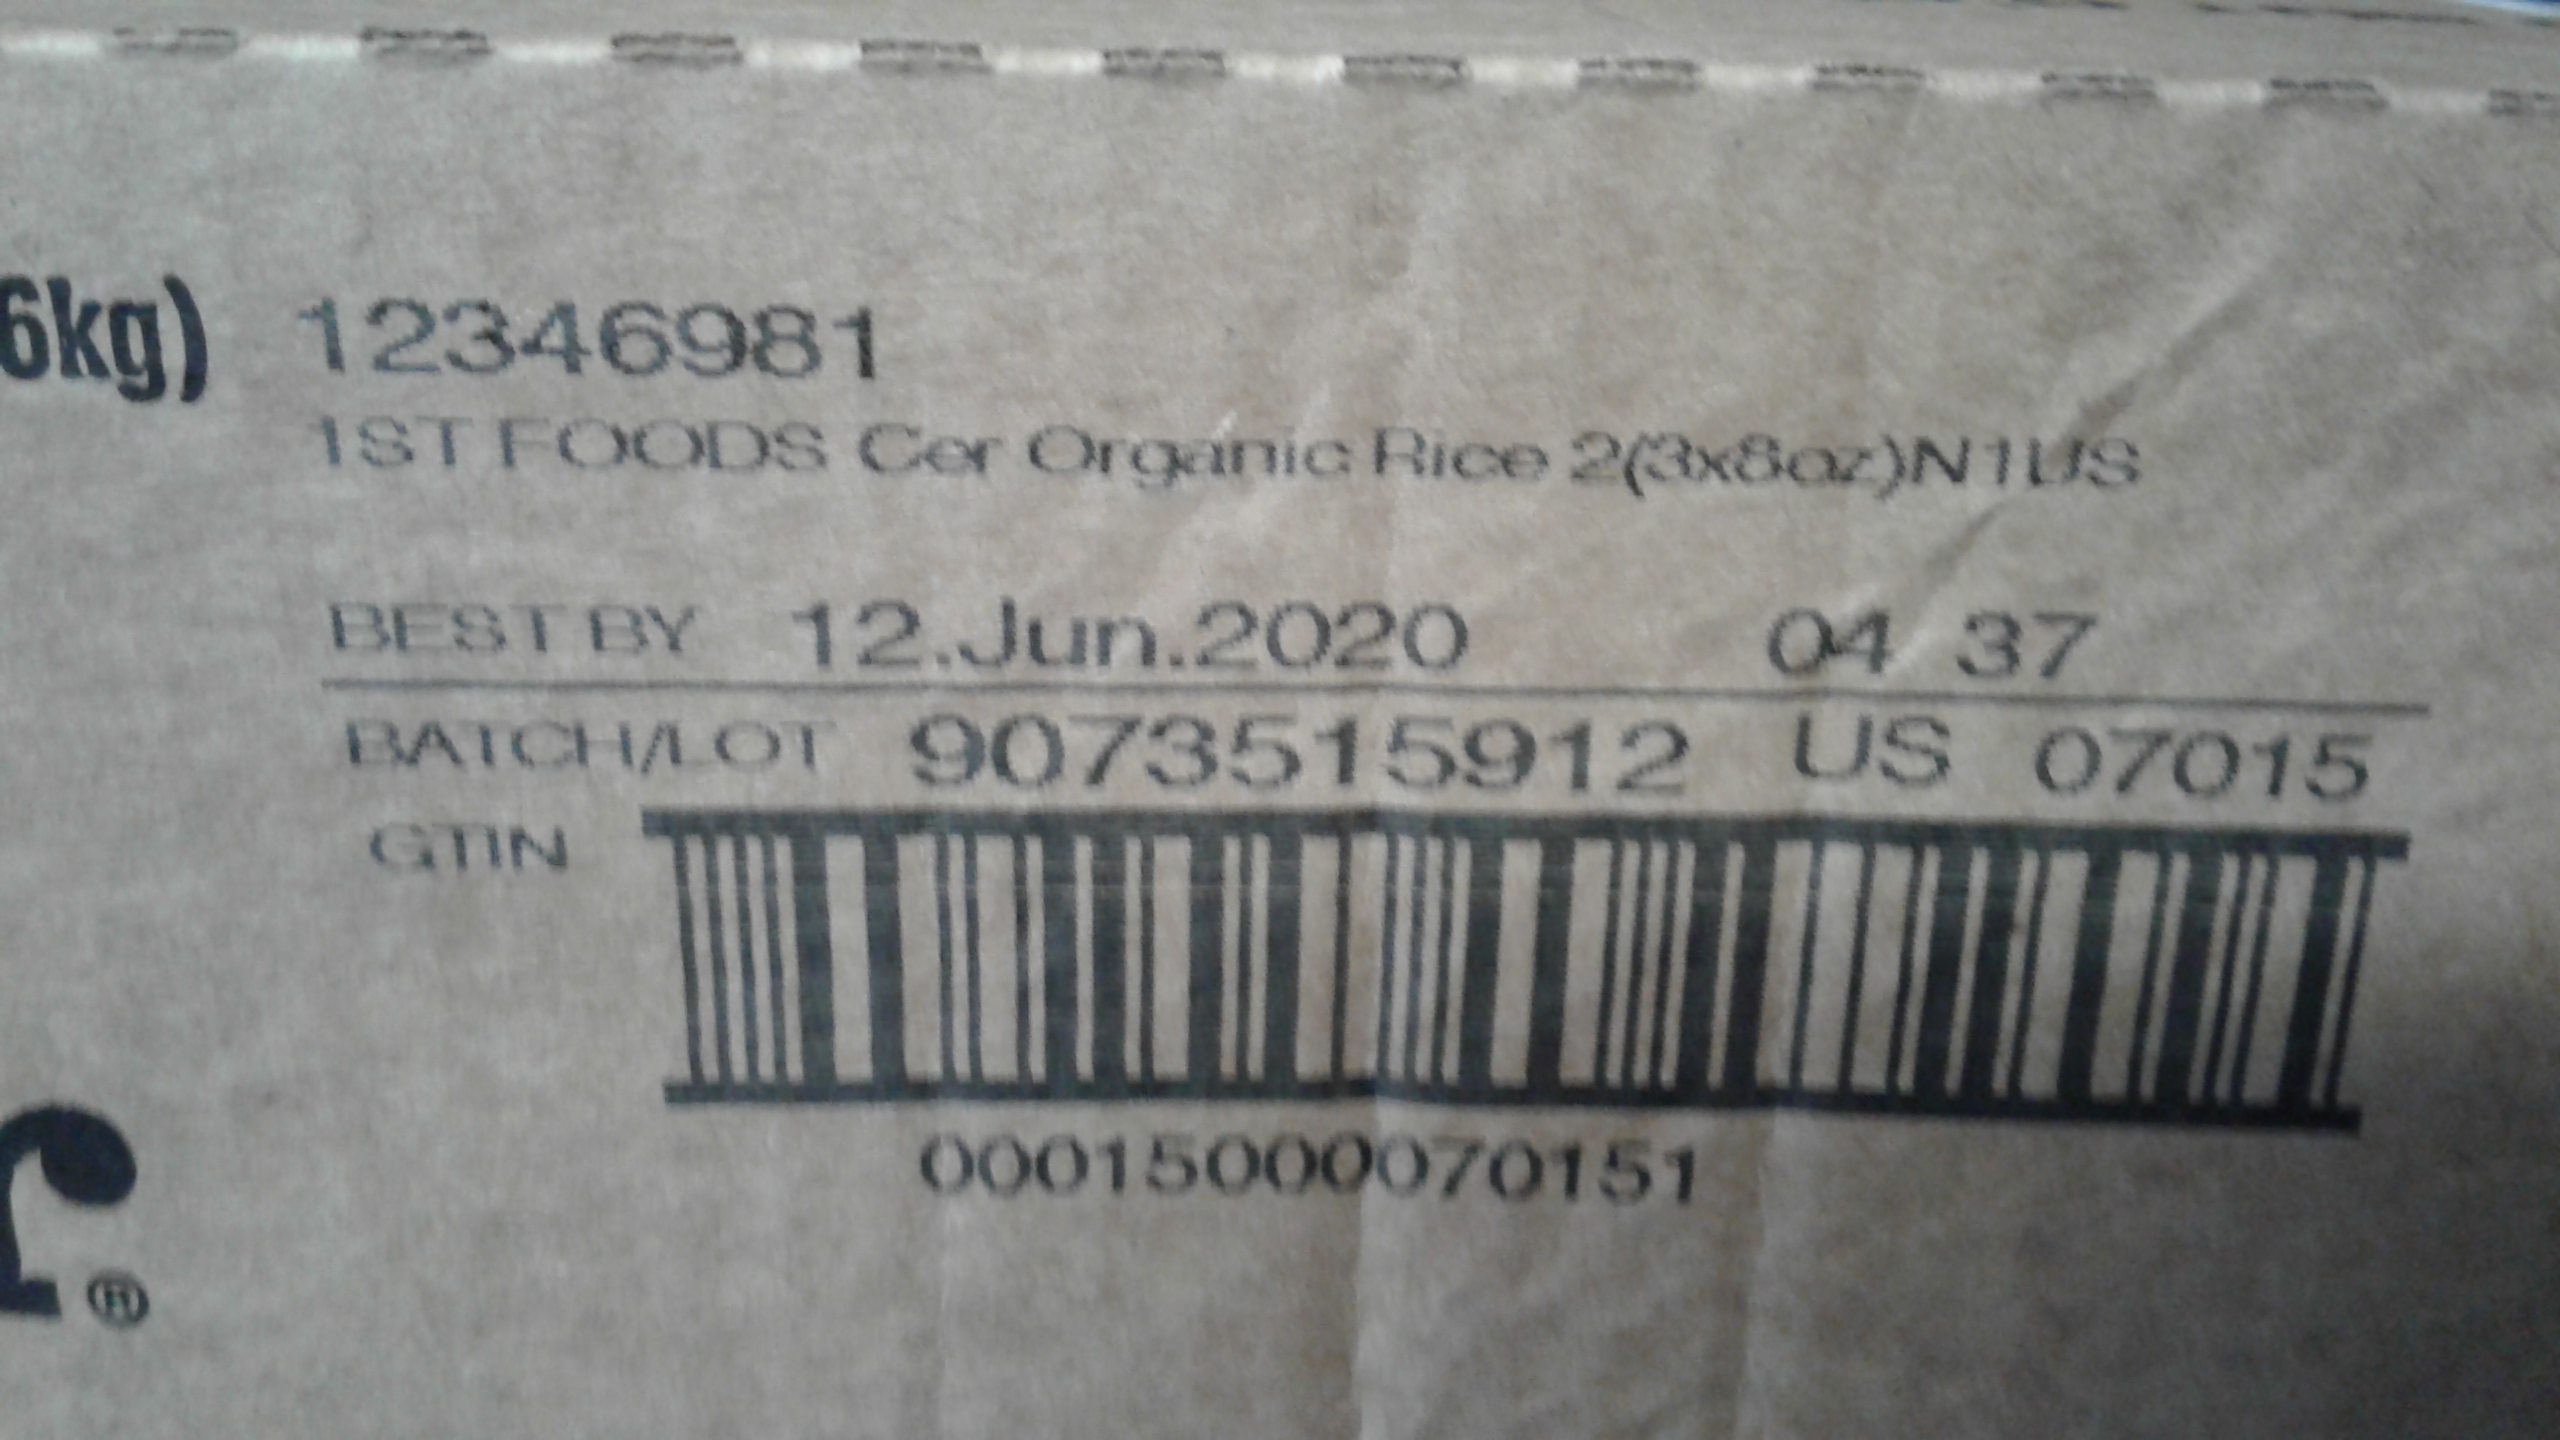 6kg) 12346981
1ST FOODS Cer Organic Rice 2(3x8oz)N1US
BEST BY 12.Jun.2020 04 37
BATCH/LOT 9073515912 US 07015
GTIN
00015000070151
®